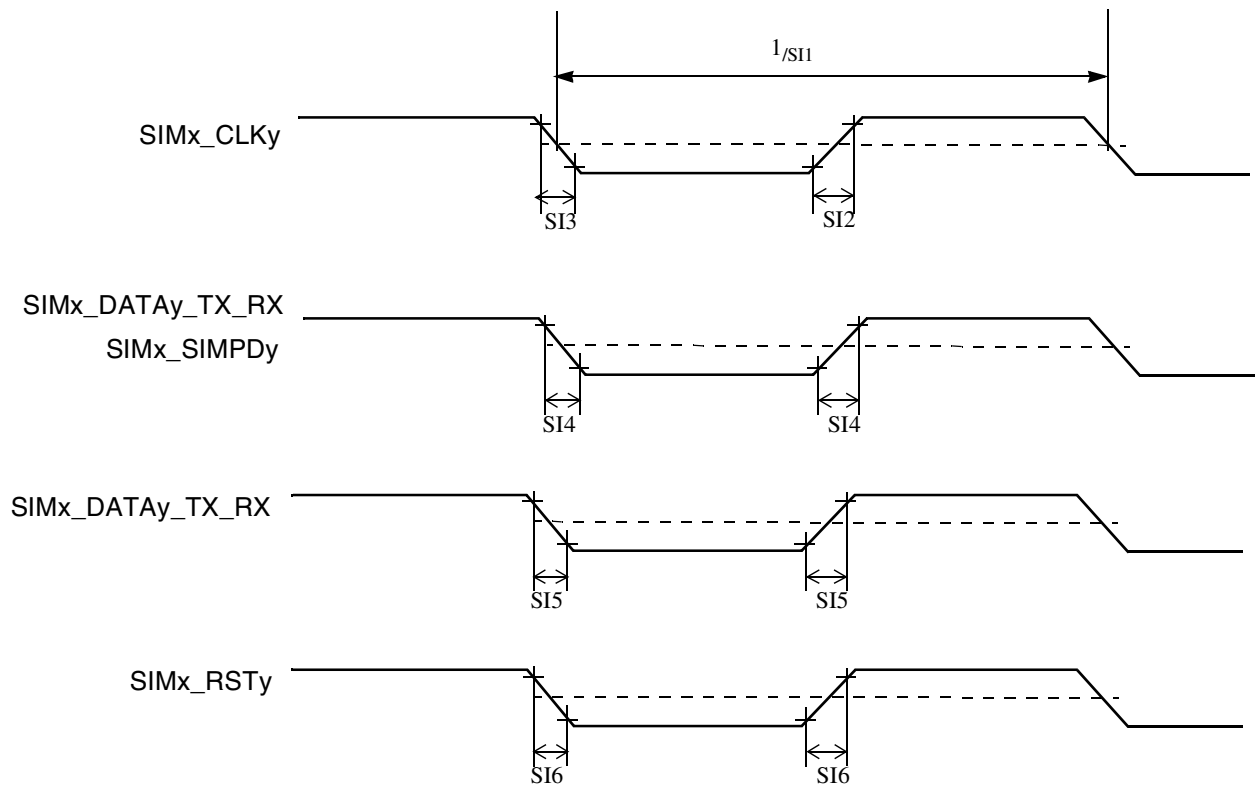 1/SI1
SIMx_CLKy
SI3
SI2
SIMx_DATAy_TX_RX
SIMx_SIMPDy
SI4
SI4
SIMx_DATAy_TX_RX
SI5
SI5
SIMx_RSTy
SI6
SI6